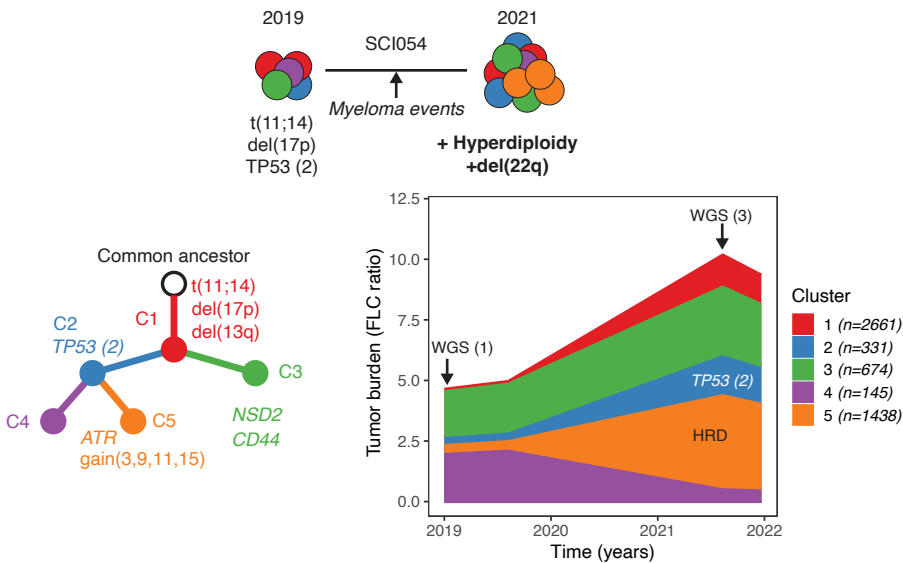 2019
2021
SCI054
Myeloma events
t(11;14)
del(17p)
TP53 (2)
+ Hyperdiploidy
+del(22q)
Common ancestor
t(11;14)
del(17p)
del(13q)
C1
C2
TP53 (2)
C3
C4
C5
NSD2
CD44
ATR
gain(3,9,11,15)
Tumor burden (FLC ratio)
12.5
10.0
7.5
5.0
2.5
0.0
WGS (1)
WGS (3)
TP53 (2)
HRD
2019
2020
2021
2022
Time (years)
Cluster
1 (n=2661)
2 (n=331)
3 (n=674)
4 (n=145)
5 (n=1438)